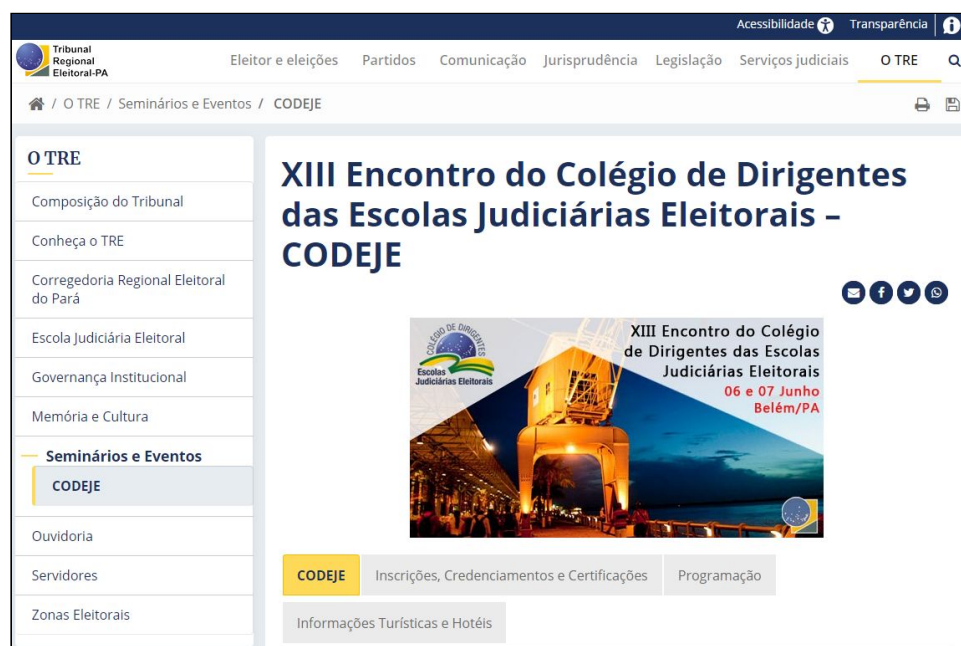 Acessibilidade Transparência
Tribunal
Regional
Eleitoral-PA
Eleitor e eleições Partidos Comunicação Jurisprudência Legislação Serviços judiciais O TRE
/ O TRE / Seminários e Eventos / CODEJE
O TRE
Composição do Tribunal
Conheça o TRE
Corregedoria Regional Eleitoral
do Pará
Escola Judiciária Eleitoral
Governança Institucional
Memória e Cultura
Seminários e Eventos
CODEJE
Ouvidoria
Servidores
Zonas Eleitorais
XIII Encontro do Colégio de Dirigentes
das Escolas Judiciárias Eleitorais –
CODEJE
COLÉGIO DE DIRIGENTES
Escolas
Judiciárias Eleitorais
XIII Encontro do Colégio
de Dirigentes das Escolas
Judiciárias Eleitorais
06 e 07 Junho
Belém/PA
CODEJE Inscrições, Credenciamentos e Certificações Programação
Informações Turísticas e Hotéis